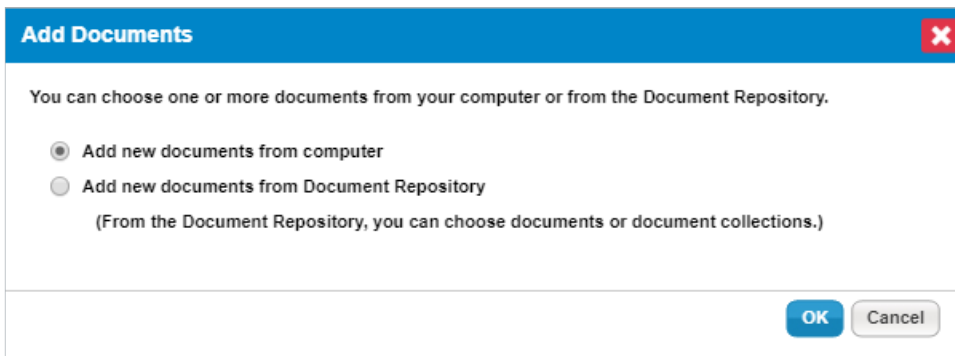 Add Documents
You can choose one or more documents from your computer or from the Document Repository.
Add new documents from computer
Add new documents from Document Repository
(From the Document Repository, you can choose documents or document collections.)
OK Cancel